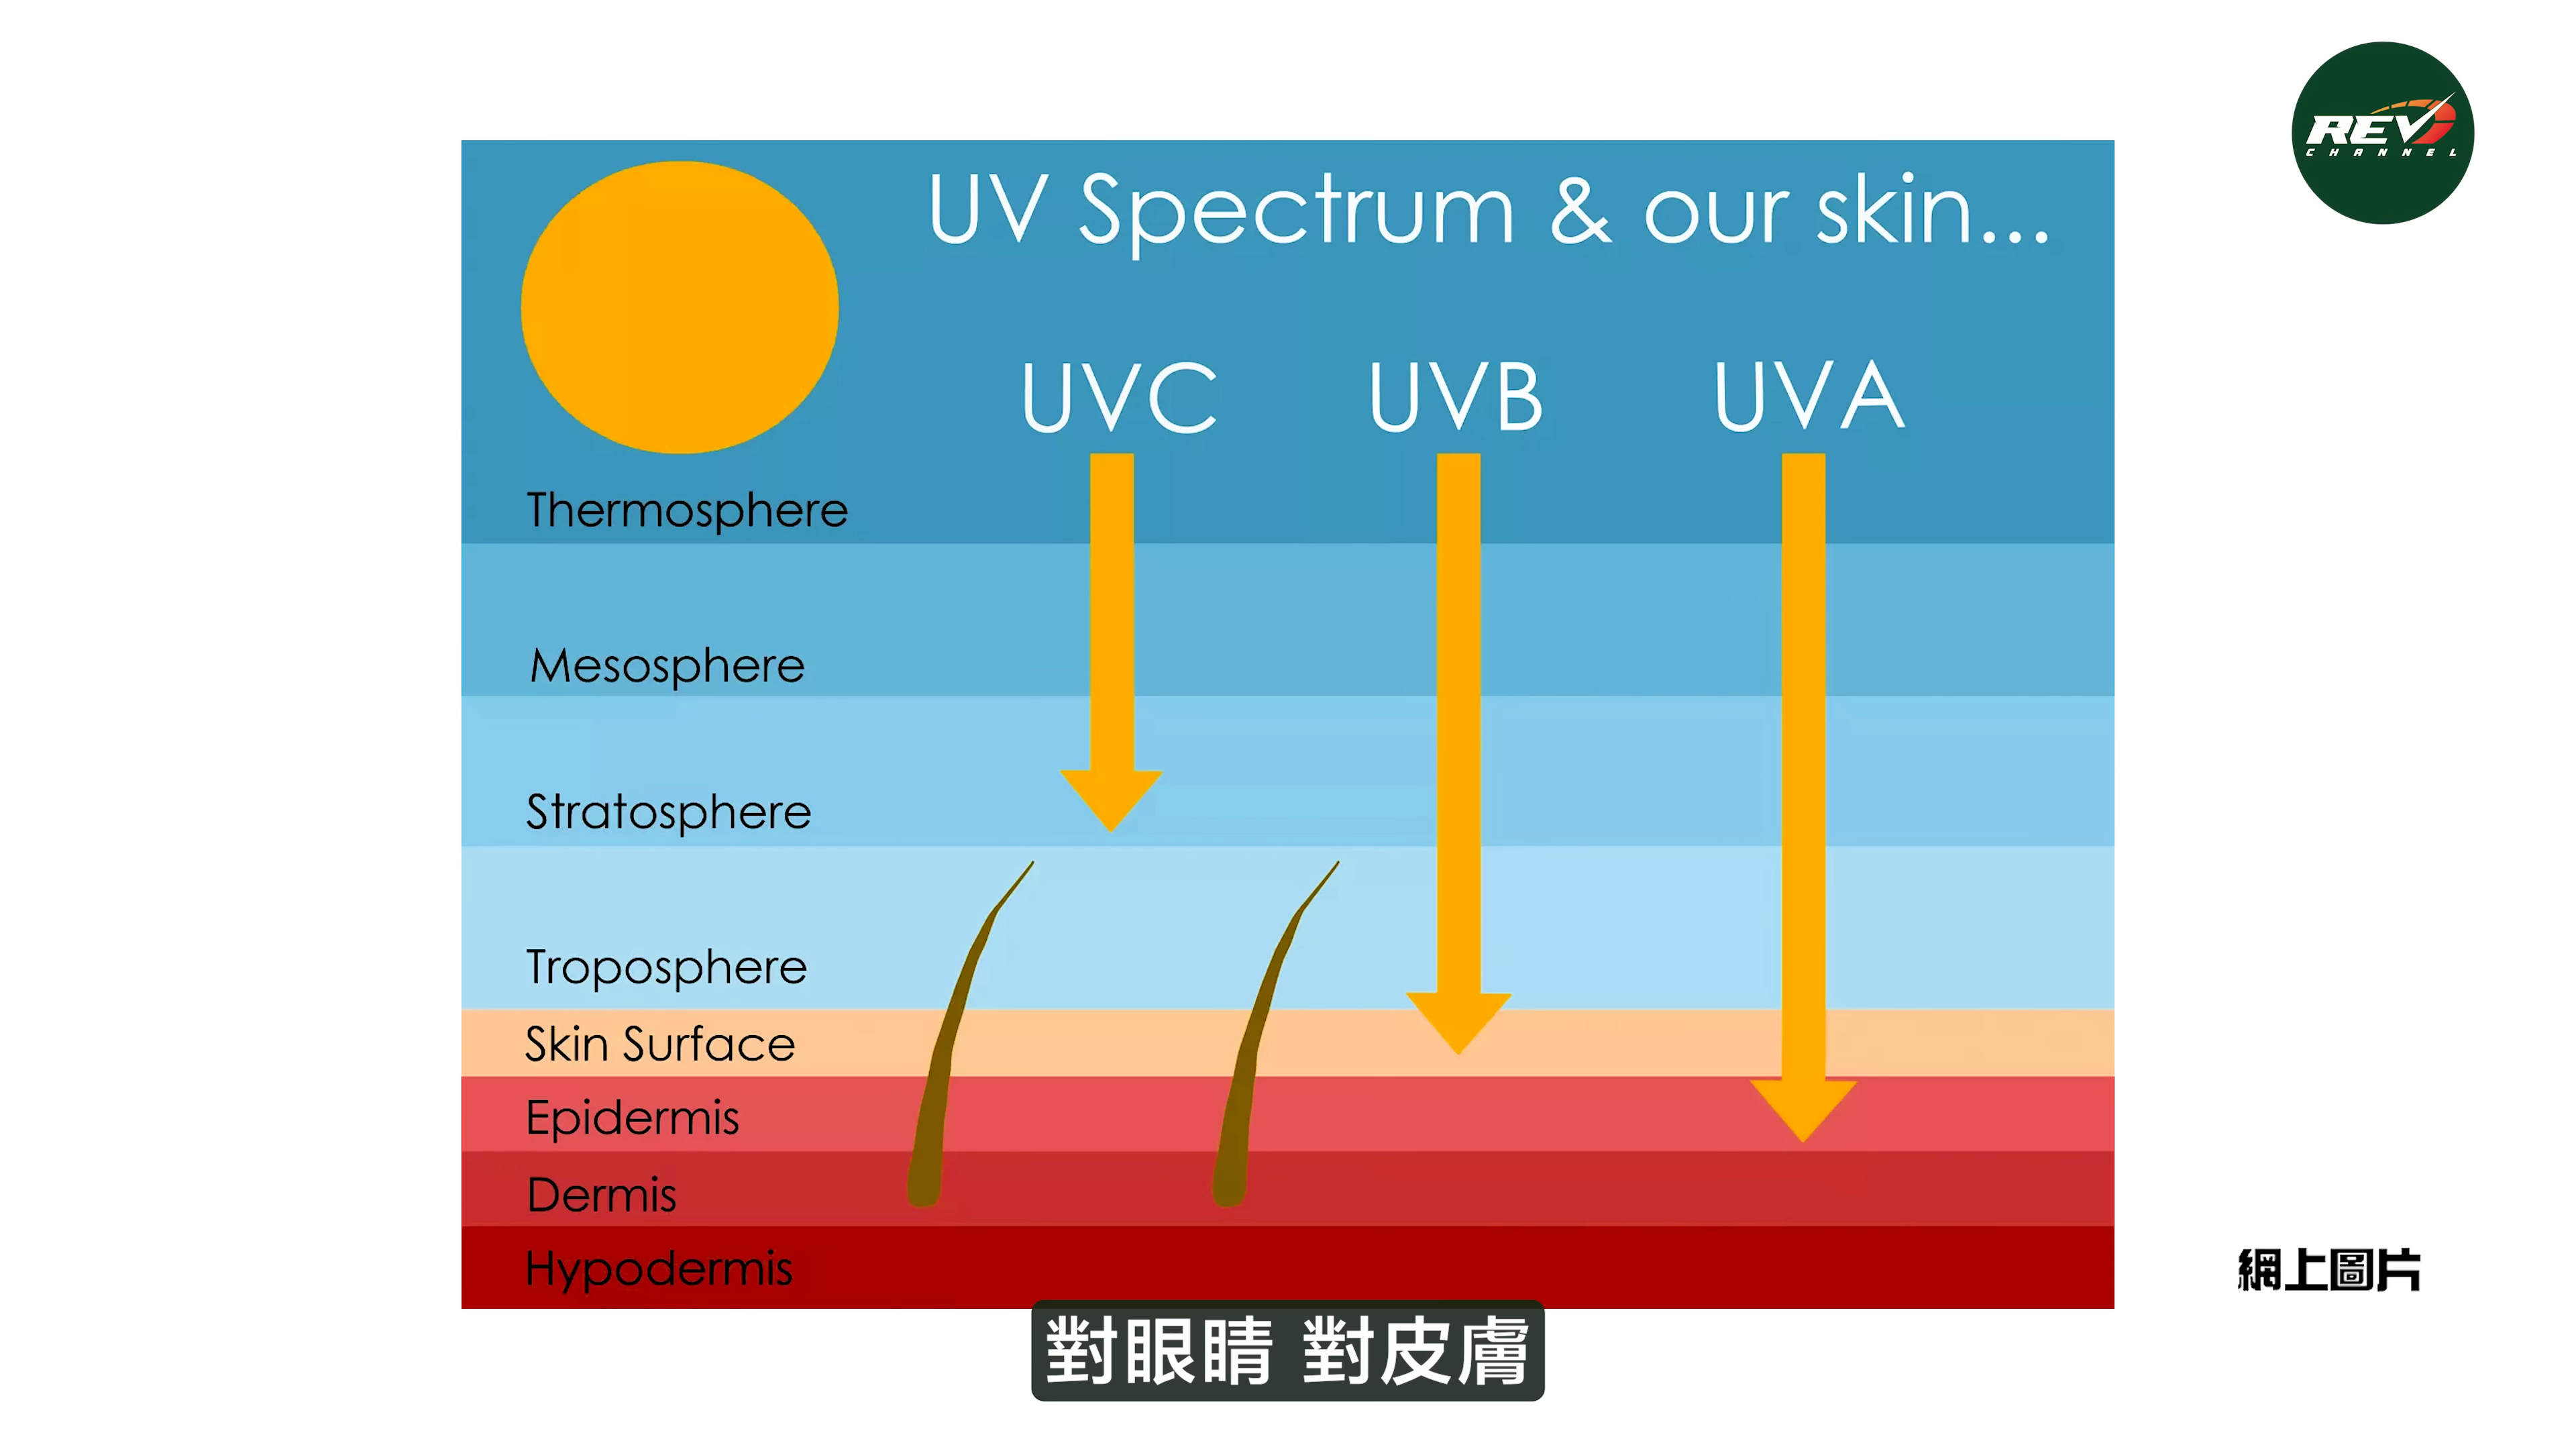 REV
CHANNEL
UV Spectrum & our skin...
UVC UVB UVA
Thermosphere
Mesosphere
Stratosphere
Troposphere
Skin Surface
Epidermis
Dermis
Hypodermis
網上圖片
對眼睛 對皮膚